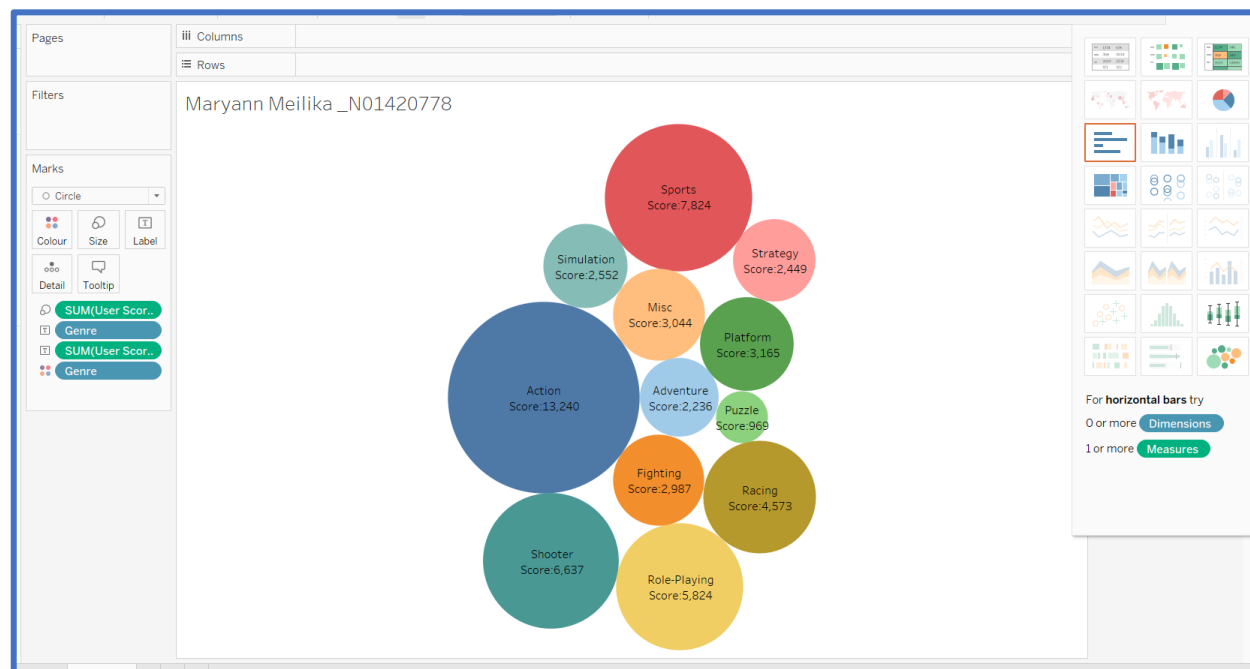 Pages
iii Columns
Rows
Filters
Maryann Meilika _N01420778
Marks
Circle
Colour
Size
Label
Detail
Tooltip
SUM(User Scor..
Genre
SUM(User Scor..
Genre
Sports
Score:7,824
Simulation
Score:2,552
Strategy
Score:2,449
Misc
Score:3,044
Platform
Score:3,165
Action
Score:13,240
Adventure
Score:2,236
Puzzle
Score:969
Fighting
Score:2,987
Racing
Score:4,573
Shooter
Score:6,637
Role-Playing
Score:5,824
For horizontal bars try
0 or more Dimensions
1 or more Measures